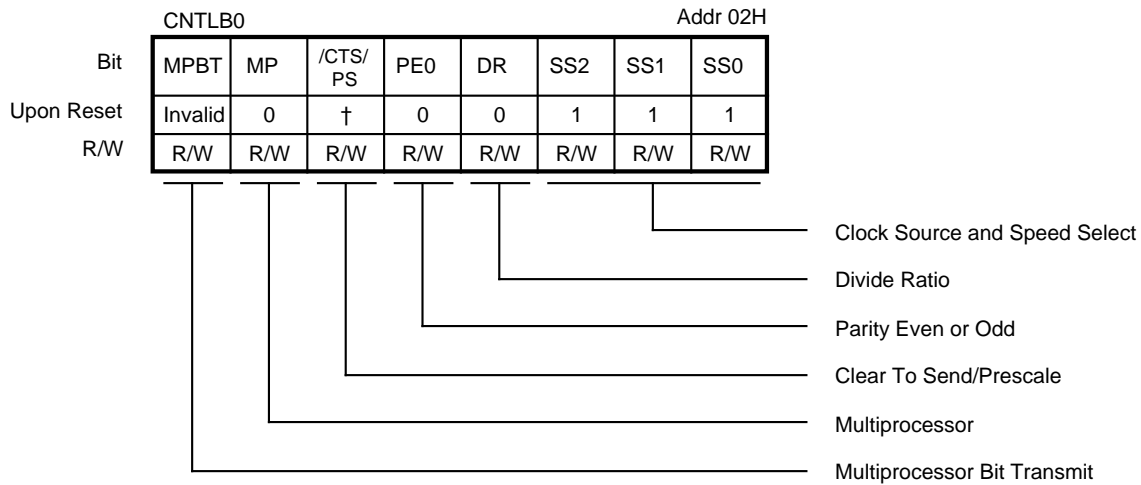 CNTLB0 Addr 02H
Bit MPBT MP /CTS/ PS PE0 DR SS2 SS1 SS0
Upon Reset Invalid 0 † 0 0 1 1 1
R/W R/W R/W R/W R/W R/W R/W R/W R/W
Clock Source and Speed Select
Divide Ratio
Parity Even or Odd
Clear To Send/Prescale
Multiprocessor
Multiprocessor Bit Transmit